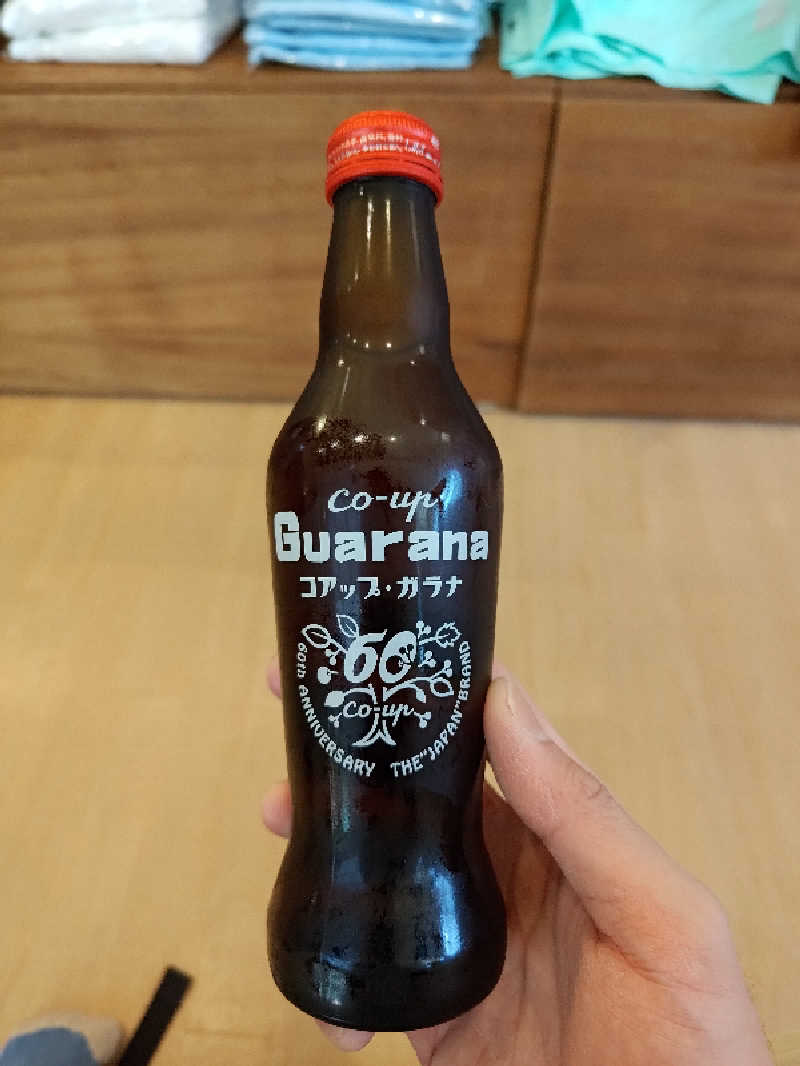 co-up
Guarana
コアップ・ガラナ
60
co-up
60th ANNIVERSARY THE "JAPAN" BRAND